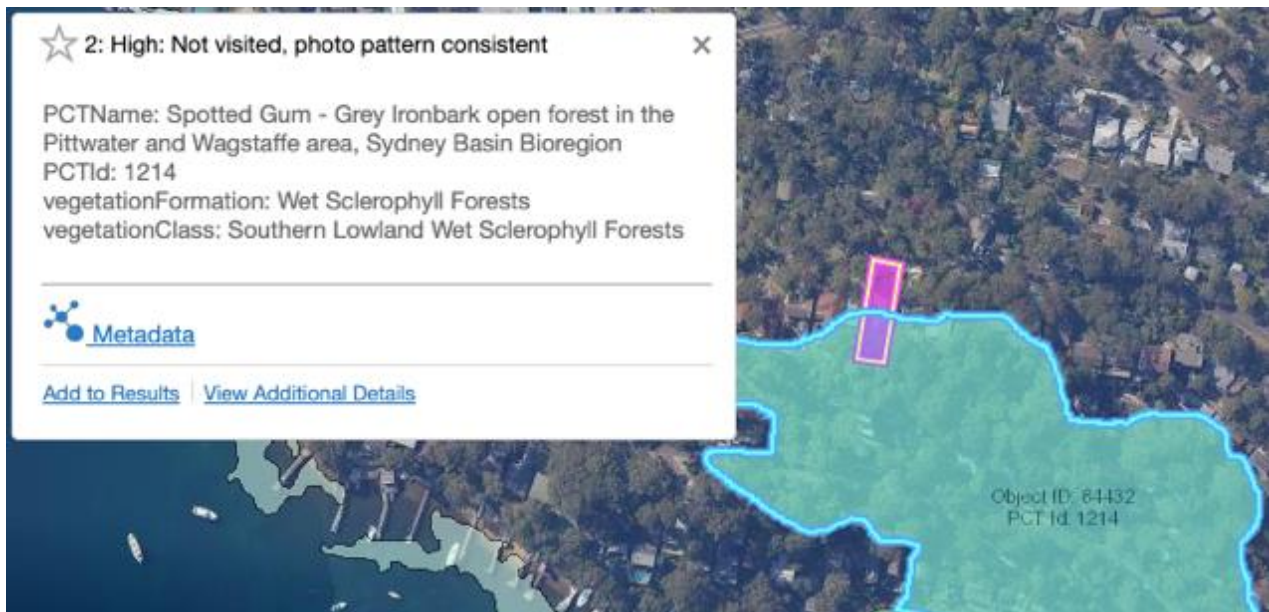 2: High: Not visited, photo pattern consistent
PCTName: Spotted Gum - Grey Ironbark open forest in the
Pittwater and Wagstaffe area, Sydney Basin Bioregion
PCTId: 1214
vegetationFormation: Wet Sclerophyll Forests
vegetationClass: Southern Lowland Wet Sclerophyll Forests
Metadata
Add to Results View Additional Details
Object ID: 64432
PCT Id: 1214